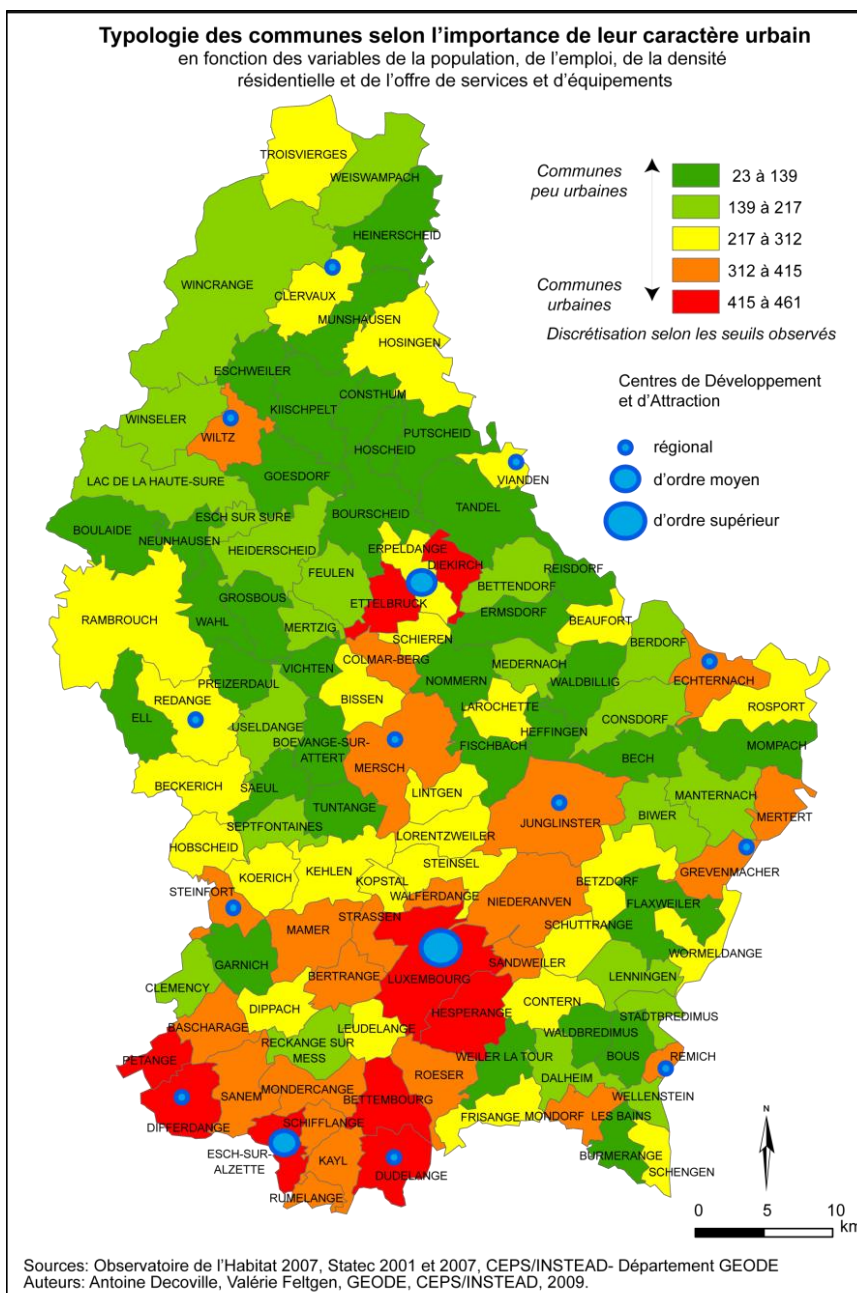 Typologie des communes selon l'importance de leur caractère urbain
en fonction des variables de la population, de l'emploi, de la densité
résidentielle et de l'offre de services et d'équipements
Communes
peu urbaines
Communes
urbaines
23 à 139
139 à 217
217 à 312
312 à 415
415 à 461
Discrétisation selon les seuils observés
Centres de Développement
et d'Attraction
régional
d'ordre moyen
d'ordre supérieur
TROISVIERGES
WEISWAMPACH
HEINERSCHEID
WINCRANGE
CLERVAUX
MUNSHAUSEN
HOSINGEN
ESCHWEILER
CONSTHUM
KIISCHPELT
WINSELER
WILTZ
PUTSCHEID
HOSCHEID
VIANDEN
GOESDORF
LAC DE LA HAUTE-SURE
TANDEL
ESCH SUR SURE
BOURSCHEID
BOULAIDE
NEUNHAUSEN
HEIDERSCHEID
ERPELDANGE
DIEKIRCH
FEULEN
BETTENDORF
REISDORF
GROSBOUS
ETTELBRUCK
ERMSDORF
RAMBROUCH
WAHL
MERTZIG
SCHIEREN
BEAUFORT
BERDORF
COLMAR-BERG
VICHTEN
MEDERNACH
WALDBILLIG
ECHTERNACH
PREIZERDAUL
NOMMERN
BISSEN
REDANGE
LAROCHETTE
ROSPORT
ELL
USELDANGE
HEFFINGEN
CONSDORF
BOEVANGE-SUR-
ATTERT
FISCHBACH
MOMPACH
BECH
MERSCH
BECKERICH
SAEUL
LINTGEN
MANTERNACH
TUNTANGE
BIWER
MERTERT
SEPTFONTAINES
JUNGLINSTER
LORENTZWEILER
HOBSCHEID
STEINSEL
KEHLEN
KOERICH
KOPSTAL
GREVENMACHER
BETZDORF
STEINFORT
WALFERDANGE
NIEDERANVEN
FLAXWEILER
STRASSEN
SCHUTTRANGE
MAMER
WORMELDANGE
SANDWEILER
GARNICH
BERTRANGE
LUXEMBOURG
LENNINGEN
CLEMENCY
CONTERN
DIPPACH
HESPERANGE
STADTBREDIMUS
BASCHARAGE
LEUDELANGE
WALDBREDIMUS
RECKANGE SUR
MESS
WEILER LA TOUR
BOUS
REMICH
PETANGE
ROESER
DALHEIM
SANEM
MONDERCANGE
BETTEMBOURG
WELLENSTEIN
FRISANGE
MONDORF LES BAINS
DIFFERDANGE
SCHIFFLANGE
ESCH-SUR-
ALZETTE
KAYL
BURMERANGE
SCHENGEN
DUDELANGE
RUMELANGE
N
0 5 10
km
Sources: Observatoire de l'Habitat 2007, Statec 2001 et 2007, CEPS/INSTEAD- Département GEODE
Auteurs: Antoine Decoville, Valérie Feltgen, GEODE, CEPS/INSTEAD, 2009.